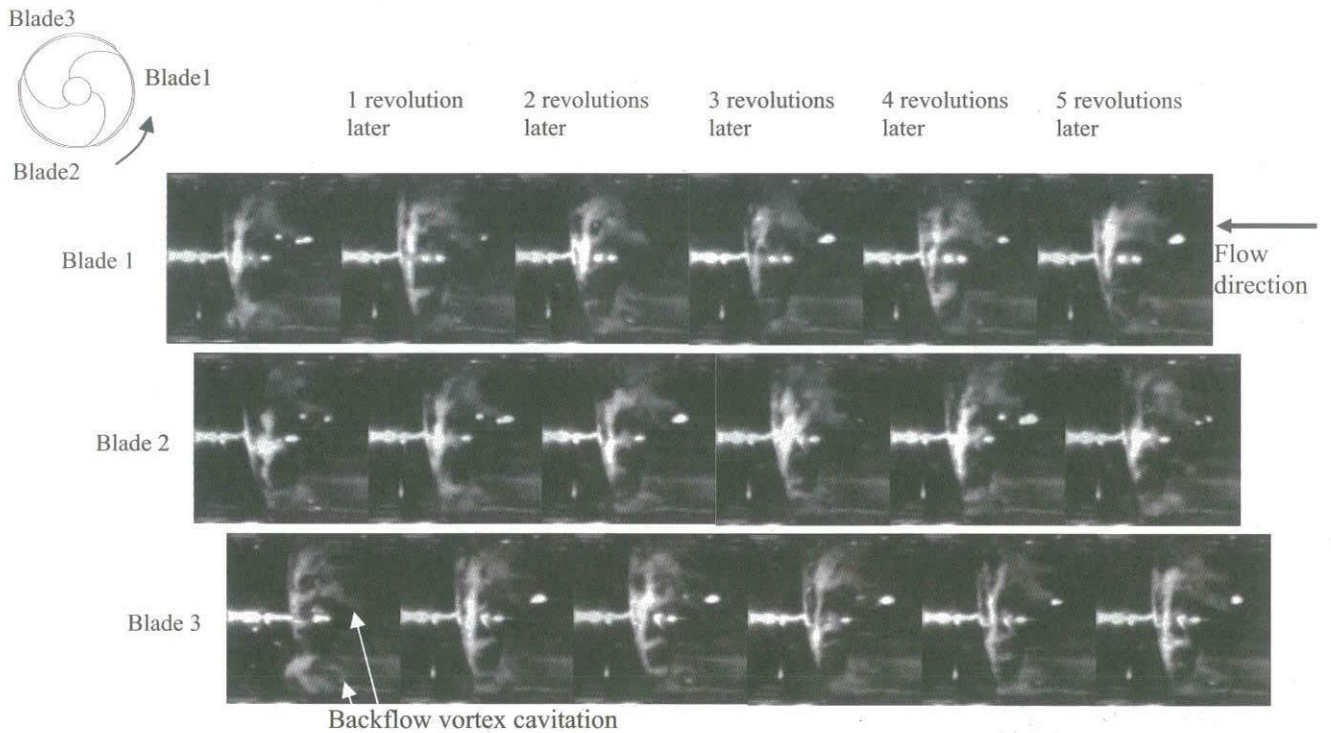 Blade3
Blade1
Blade2
1 revolution
later
2 revolutions
later
3 revolutions
later
4 revolutions
later
5 revolutions
later
Blade 1
Flow
direction
Blade 2
Blade 3
Backflow vortex cavitation